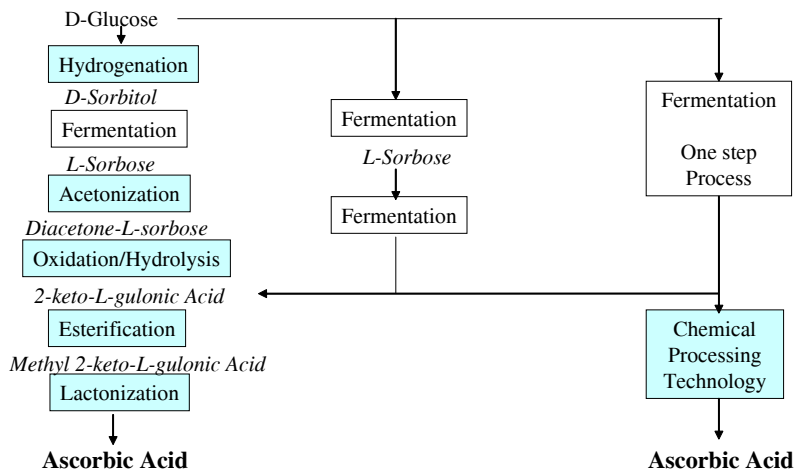 D-Glucose
Hydrogenation
D-Sorbitol
Fermentation
L-Sorbose
Acetonization
Diacetone-L-sorbose
Oxidation/Hydrolysis
2-keto-L-gulonic Acid
Esterification
Methyl 2-keto-L-gulonic Acid
Lactonization
Ascorbic Acid
Fermentation
L-Sorbose
Fermentation
Fermentation
One step
Process
Chemical
Processing
Technology
Ascorbic Acid